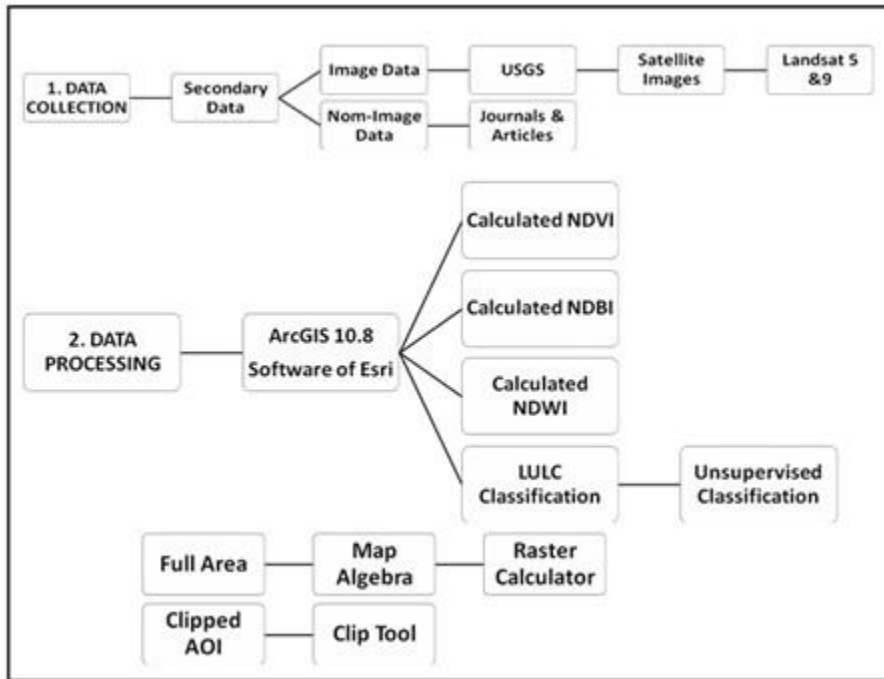 1. DATA
COLLECTION
Secondary
Data
Image Data
USGS
Satellite
Images
Landsat 5
&9
Nom-Image
Data
Journals &
Articles
2. DATA
PROCESSING
ArcGIS 10.8
Software of Esri
Calculated NDVI
Calculated NDBI
Calculated
NDWI
LULC
Classification
Unsupervised
Classification
Full Area
Map
Algebra
Raster
Calculator
Clipped
AOI
Clip Tool